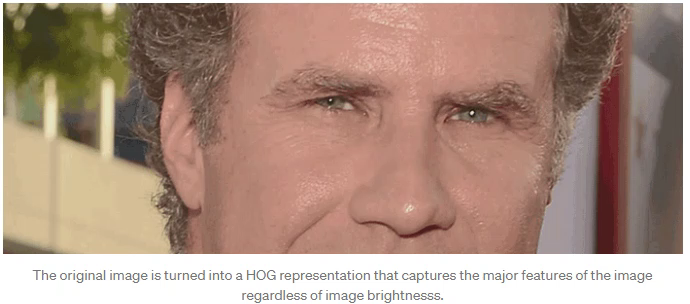 The original image is turned into a HOG representation that captures the major features of the image
regardless of image brightnesss.